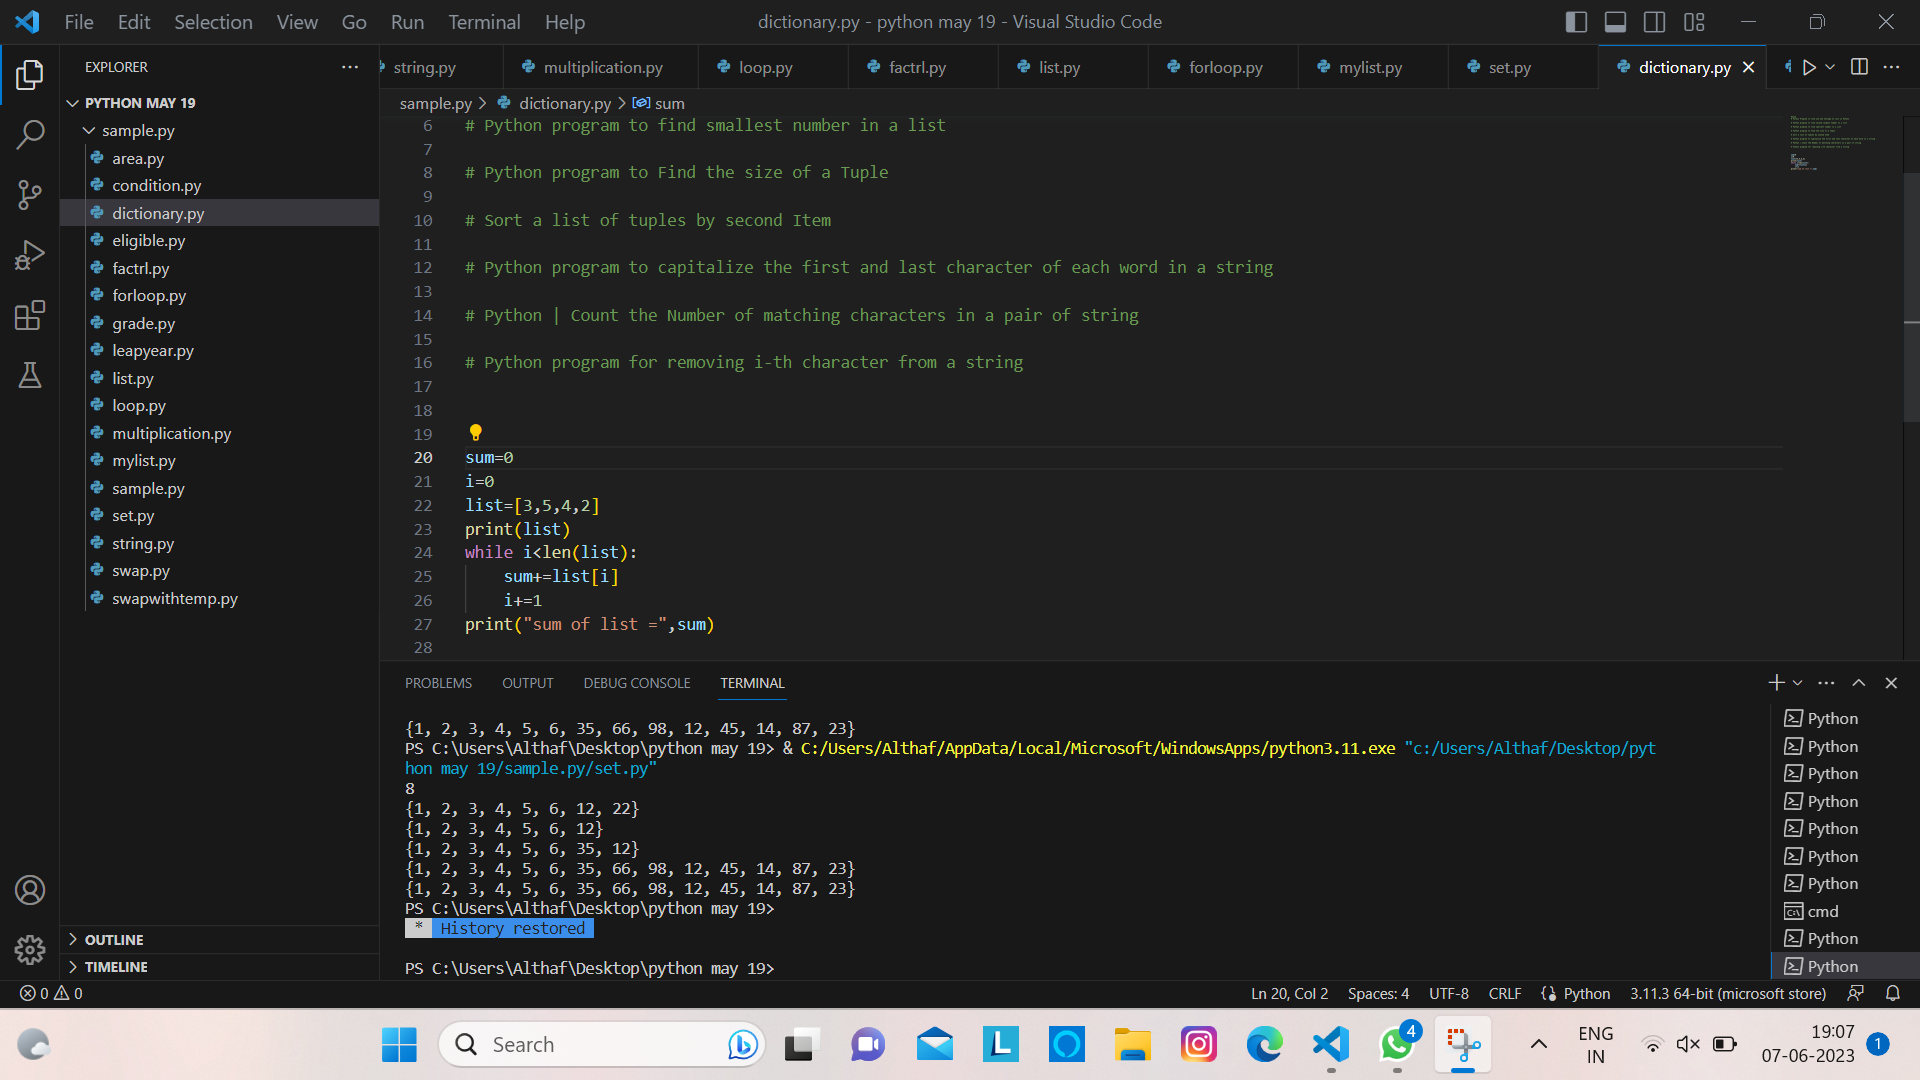 File Edit Selection View Go Run Terminal Help
dictionary.py - python may 19 - Visual Studio Code
EXPLORER
string.py multiplication.py loop.py factrl.py list.py forloop.py mylist.py set.py dictionary.py
PYTHON MAY 19
sample.py
area.py
condition.py
dictionary.py
eligible.py
factrl.py
forloop.py
grade.py
leapyear.py
list.py
loop.py
multiplication.py
mylist.py
sample.py
set.py
string.py
swap.py
swapwithtemp.py
OUTLINE
TIMELINE
sample.py > dictionary.py > sum
6 # Python program to find smallest number in a list
7
8 # Python program to Find the size of a Tuple
9
10 # Sort a list of tuples by second Item
11
12 # Python program to capitalize the first and last character of each word in a string
13
14 # Python | Count the Number of matching characters in a pair of string
15
16 # Python program for removing i-th character from a string
17
18
19
20 sum=0
21 i=0
22 list=[3,5,4,2]
23 print(list)
24 while i<len(list):
25 sum+=list[i]
26 i+=1
27 print("sum of list =",sum)
28
PROBLEMS OUTPUT DEBUG CONSOLE TERMINAL
{1, 2, 3, 4, 5, 6, 35, 66, 98, 12, 45, 14, 87, 23}
PS C:\Users\Althaf\Desktop\python may 19> & C:/Users/Althaf/AppData/Local/Microsoft/WindowsApps/python3.11.exe "c:/Users/Althaf/Desktop/pyt
hon may 19/sample.py/set.py"
8
{1, 2, 3, 4, 5, 6, 12, 22}
{1, 2, 3, 4, 5, 6, 12}
{1, 2, 3, 4, 5, 6, 35, 12}
{1, 2, 3, 4, 5, 6, 35, 66, 98, 12, 45, 14, 87, 23}
{1, 2, 3, 4, 5, 6, 35, 66, 98, 12, 45, 14, 87, 23}
PS C:\Users\Althaf\Desktop\python may 19>
* History restored
PS C:\Users\Althaf\Desktop\python may 19>
Python
Python
Python
Python
Python
Python
Python
cmd
Python
Python
0 0
Ln 20, Col 2 Spaces: 4 UTF-8 CRLF Python 3.11.3 64-bit (microsoft store)
Search
L
4
ENG
IN
19:07
07-06-2023
1